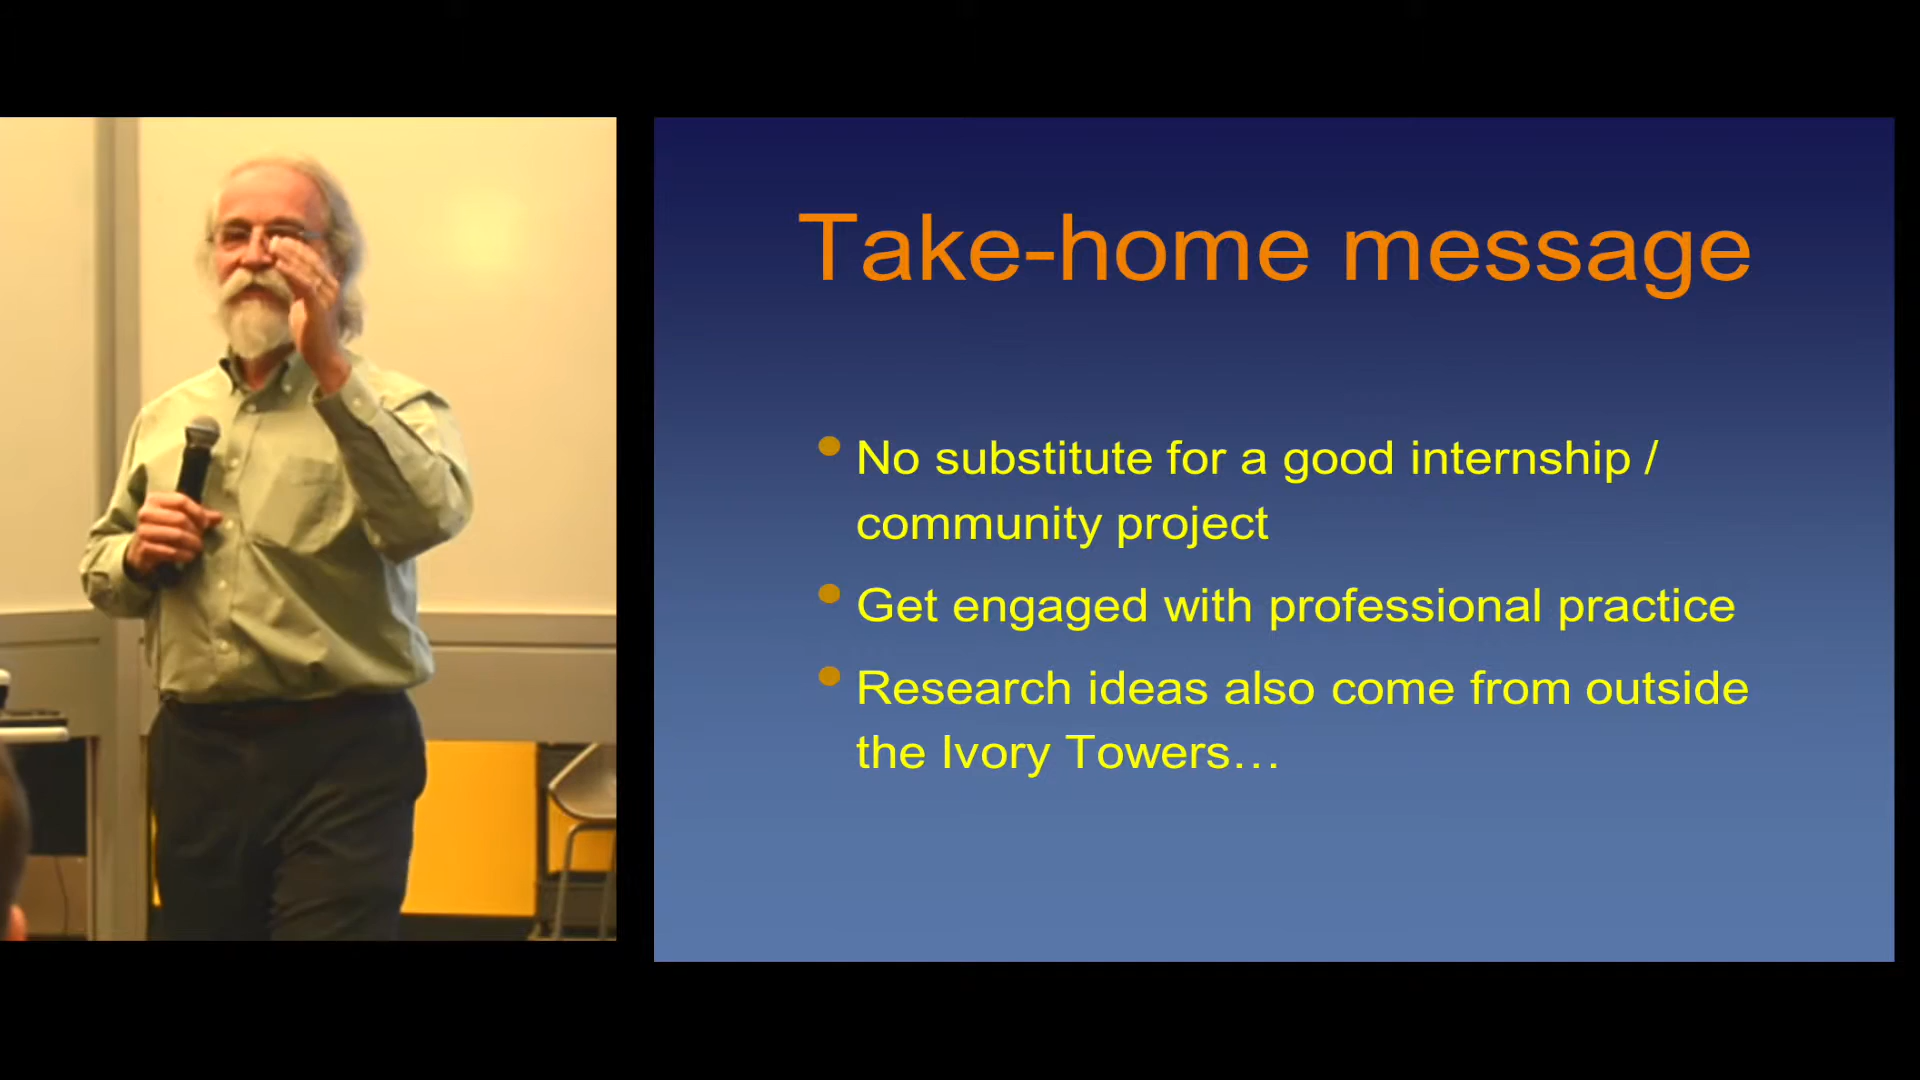 Take-home message
No substitute for a good internship /
community project
Get engaged with professional practice
Research ideas also come from outside
the Ivory Towers…